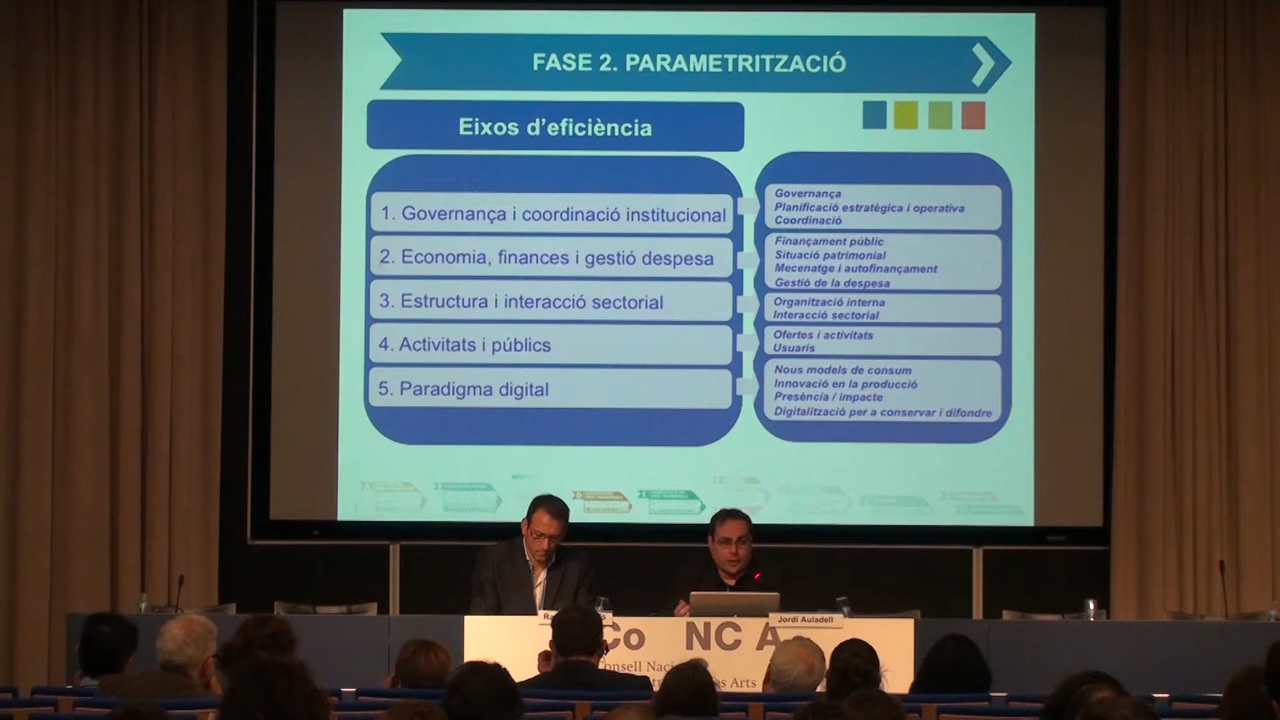 FASE 2. PARAMETRITZACIÓ
Eixos d'eficiència
1. Governança i coordinació institucional
2. Economia, finances i gestió despesa
3. Estructura i interacció sectorial
4. Activitats i públics
5. Paradigma digital
Governança
Planificació estratègica i operativa
Coordinació
Finançament públic
Situació patrimonial
Mecenatge i autofinançament
Gestió de la despesa
Organització interna
Interacció sectorial
Ofertes i activitats
Usuaris
Nous models de consum
Innovació en la producció
Presència / impacte
Digitalització per a conservar i difondre
Jordi Auladell
Co NC A
Arts